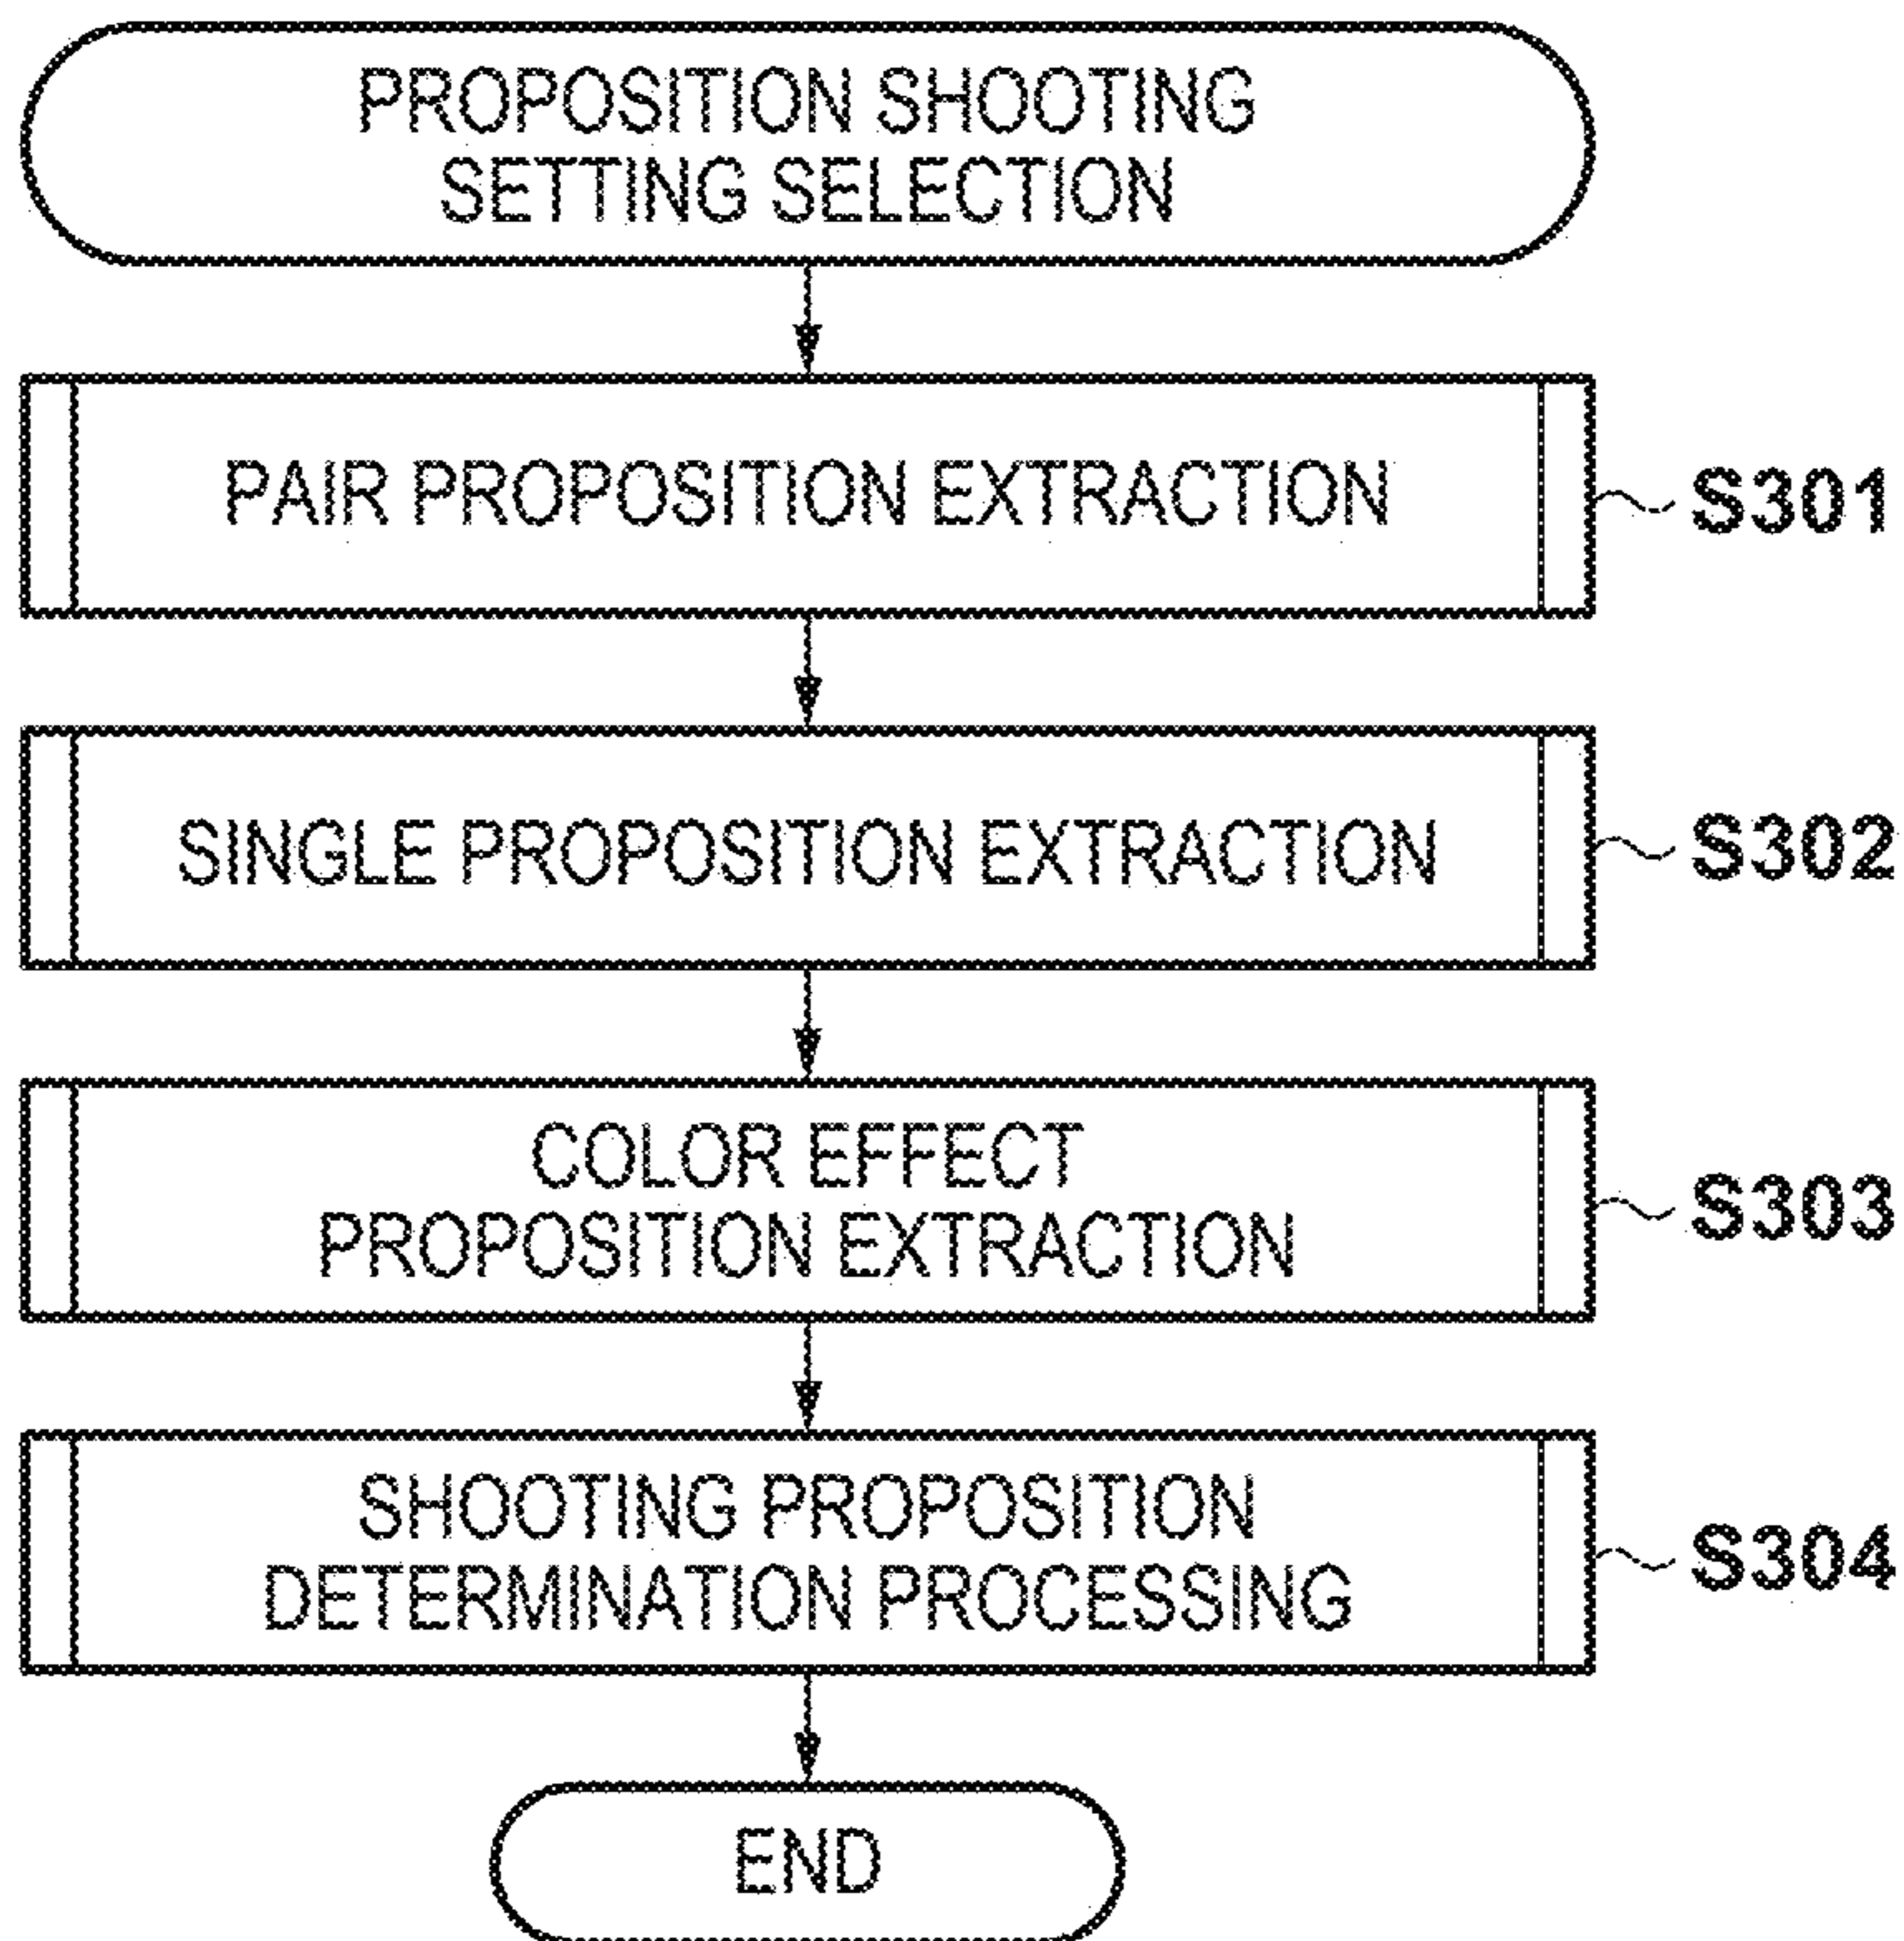 PROPOSITION SHOOTING
SETTING SELECTION
PAIR PROPOSITION EXTRACTION
S301
SINGLE PROPOSITION EXTRACTION
S302
COLOR EFFECT
PROPOSITION EXTRACTION
S303
SHOOTING PROPOSITION
DETERMINATION PROCESSING
S304
END